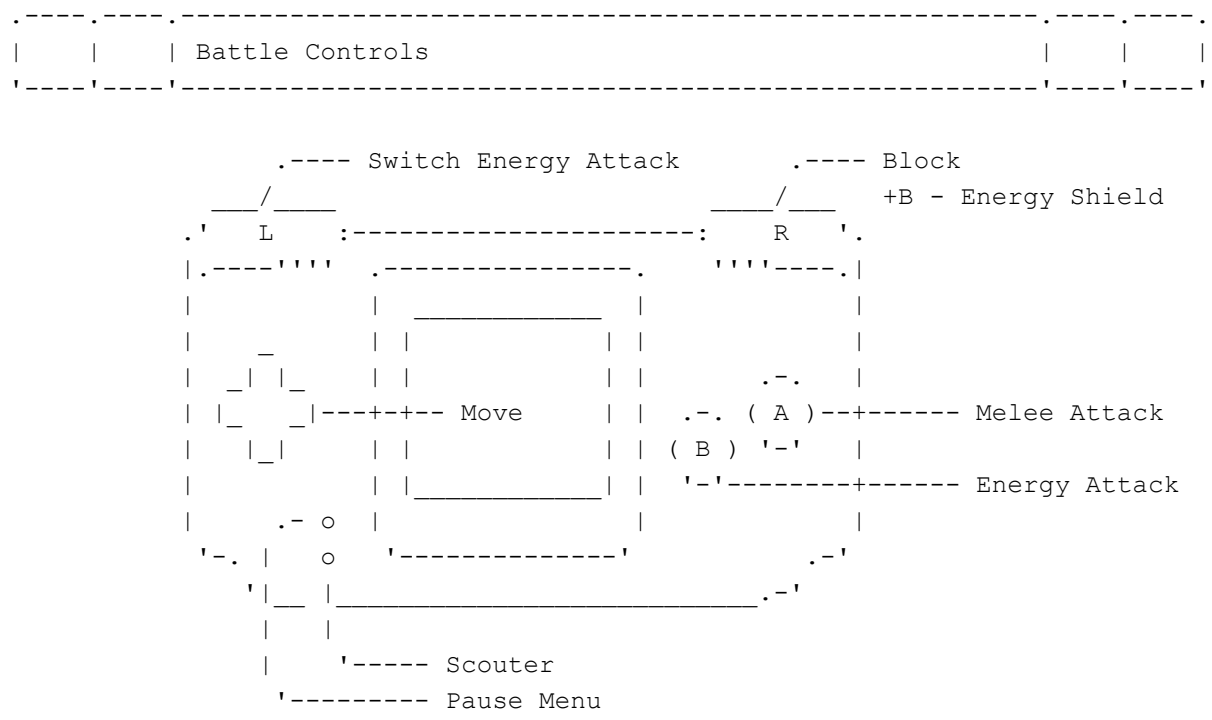 Battle Controls
Switch Energy Attack Block
+B - Energy Shield
L R
Move A Melee Attack
B
Energy Attack
Scouter
Pause Menu